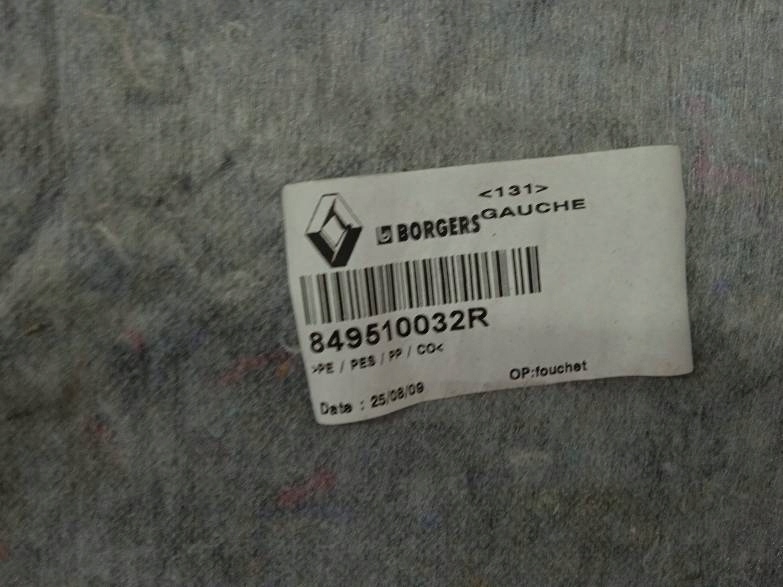 <131>
BORGERS GAUCHE
849510032R
>PE / PES / PP / CO<
Date : 25/08/09 OP:fouchet